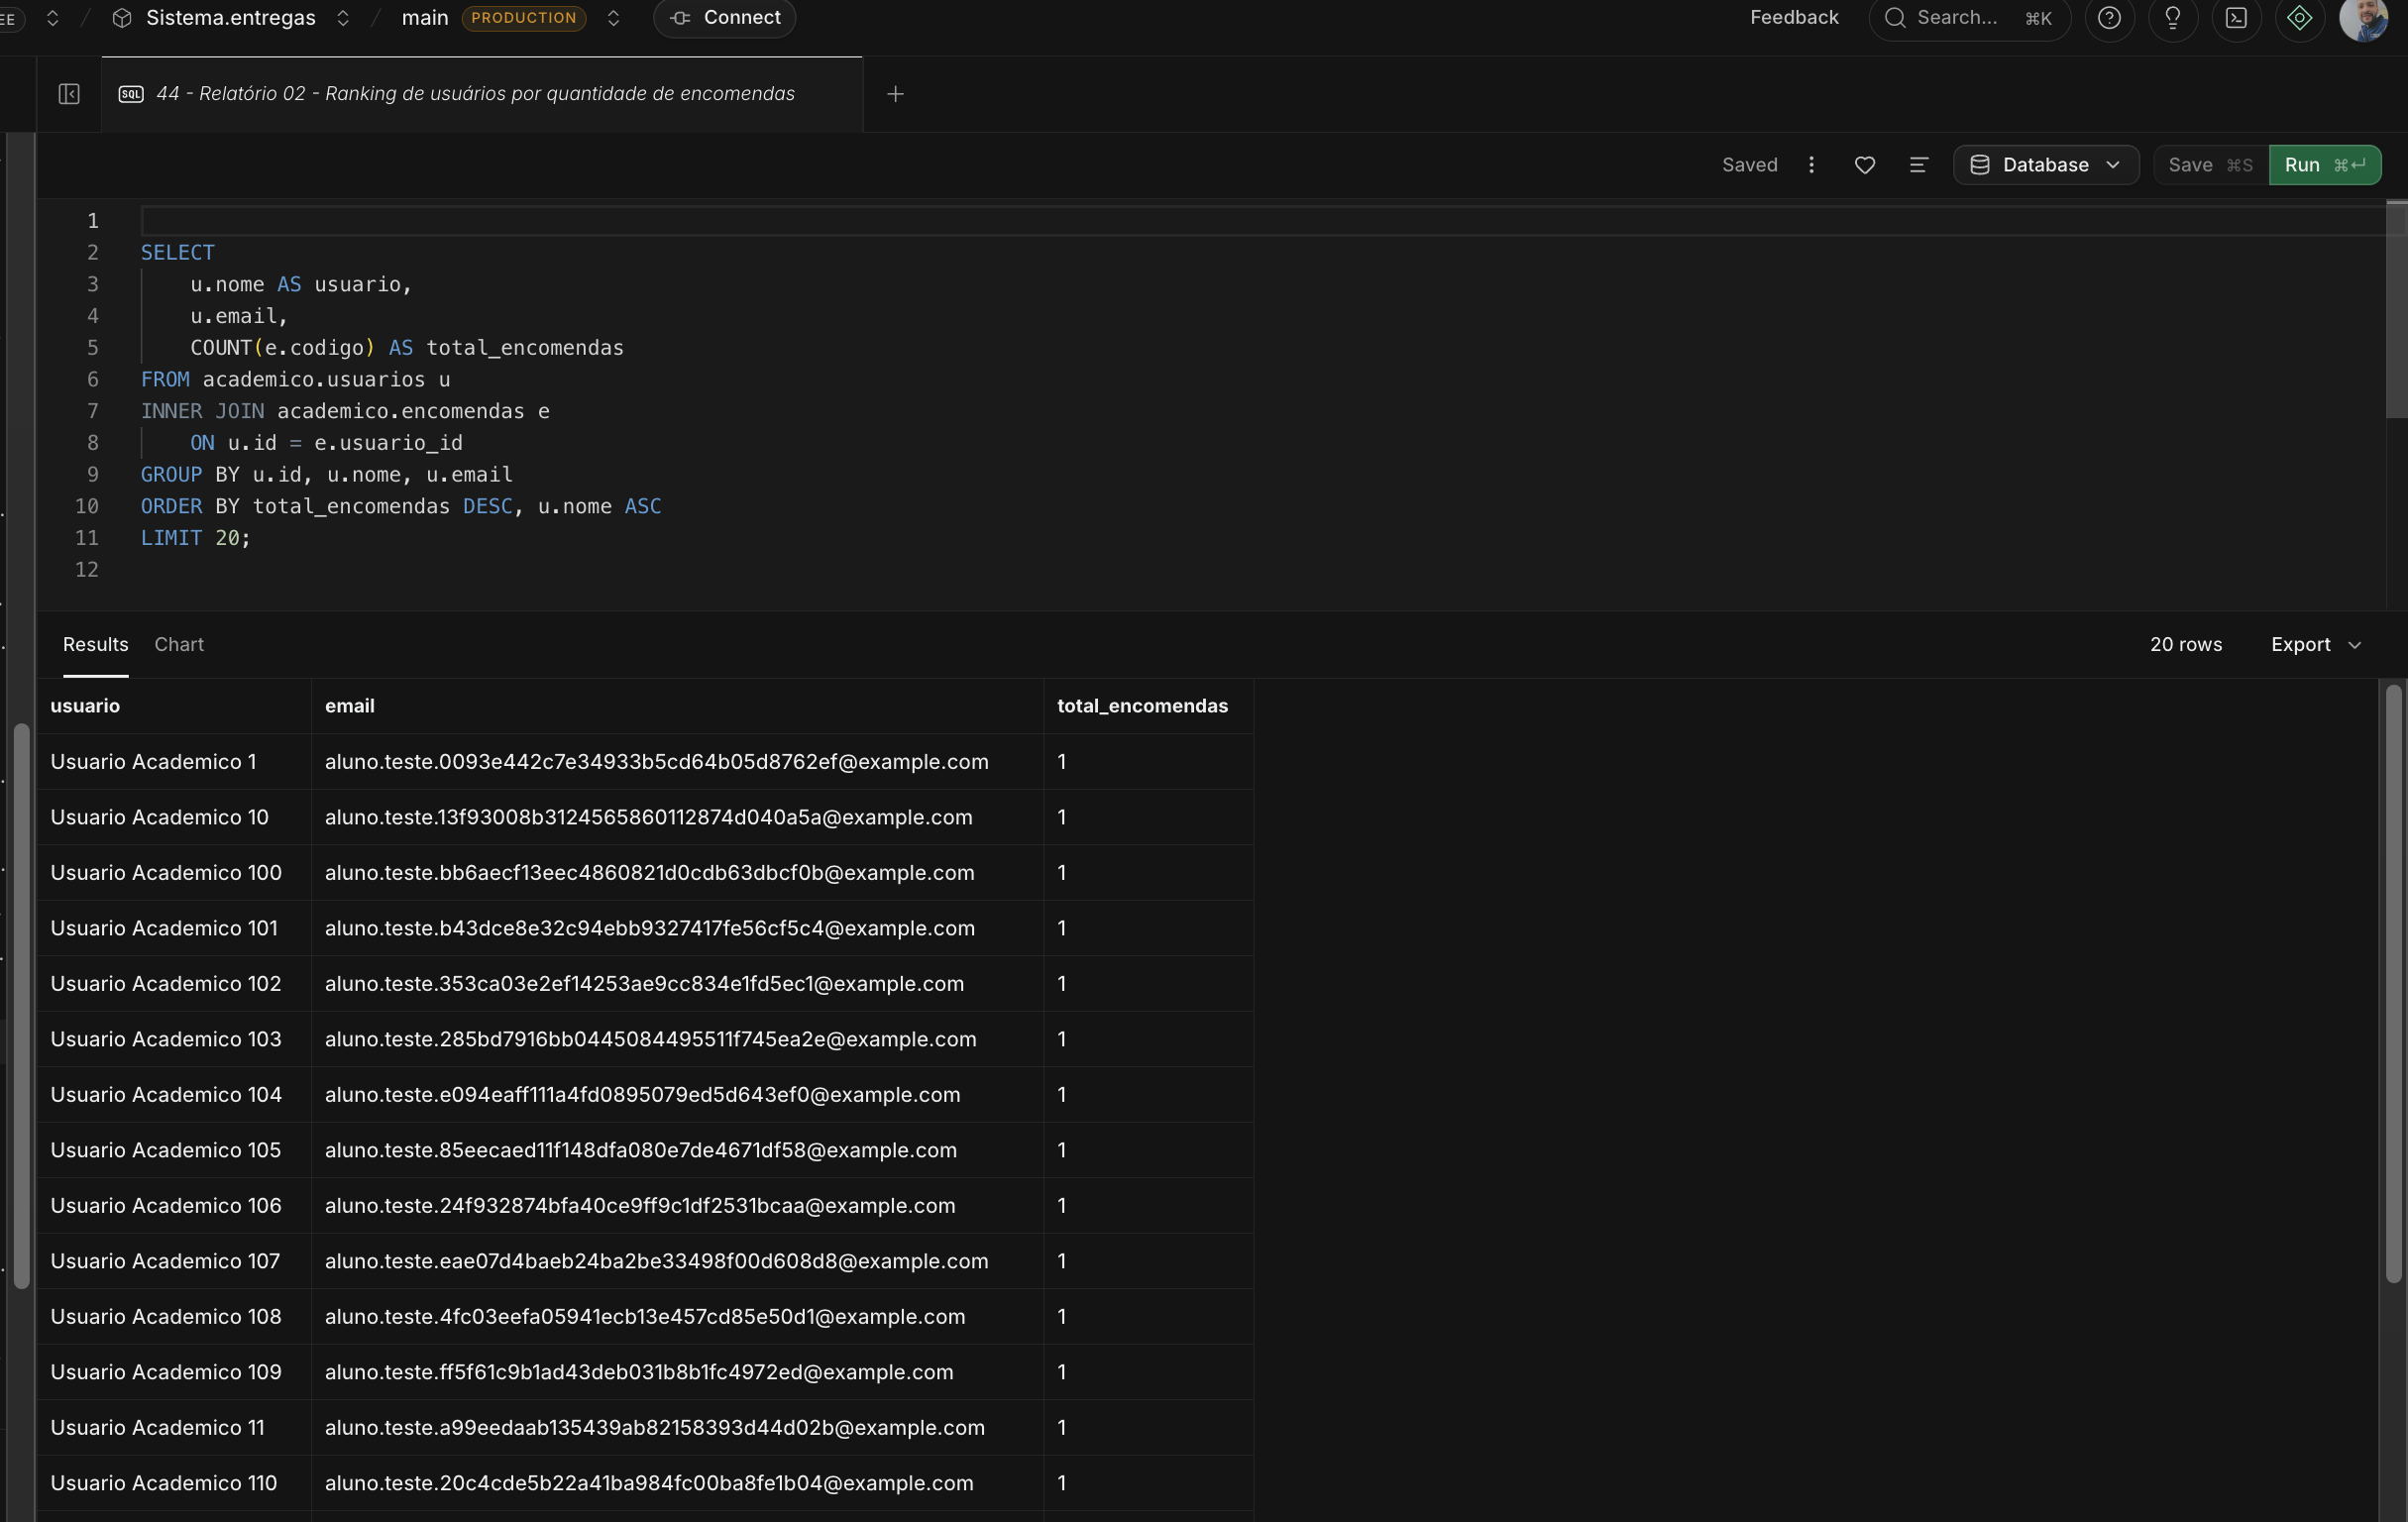 EE / Sistema.entregas / main PRODUCTION Connect Feedback Search... ⌘K
SQL 44 - Relatório 02 - Ranking de usuários por quantidade de encomendas +
Saved Database Save ⌘S Run ⌘↵
1
2 SELECT
3 u.nome AS usuario,
4 u.email,
5 COUNT(e.codigo) AS total_encomendas
6 FROM academico.usuarios u
7 INNER JOIN academico.encomendas e
8 ON u.id = e.usuario_id
9 GROUP BY u.id, u.nome, u.email
10 ORDER BY total_encomendas DESC, u.nome ASC
11 LIMIT 20;
12
Results Chart 20 rows Export
usuario email total_encomendas
Usuario Academico 1 aluno.teste.0093e442c7e34933b5cd64b05d8762ef@example.com 1
Usuario Academico 10 aluno.teste.13f93008b3124565860112874d040a5a@example.com 1
Usuario Academico 100 aluno.teste.bb6aecf13eec4860821d0cdb63dbcf0b@example.com 1
Usuario Academico 101 aluno.teste.b43dce8e32c94ebb9327417fe56cf5c4@example.com 1
Usuario Academico 102 aluno.teste.353ca03e2ef14253ae9cc834e1fd5ec1@example.com 1
Usuario Academico 103 aluno.teste.285bd7916bb0445084495511f745ea2e@example.com 1
Usuario Academico 104 aluno.teste.e094eaff111a4fd0895079ed5d643ef0@example.com 1
Usuario Academico 105 aluno.teste.85eecaed11f148dfa080e7de4671df58@example.com 1
Usuario Academico 106 aluno.teste.24f932874bfa40ce9ff9c1df2531bcaa@example.com 1
Usuario Academico 107 aluno.teste.eae07d4baeb24ba2be33498f00d608d8@example.com 1
Usuario Academico 108 aluno.teste.4fc03eefa05941ecb13e457cd85e50d1@example.com 1
Usuario Academico 109 aluno.teste.ff5f61c9b1ad43deb031b8b1fc4972ed@example.com 1
Usuario Academico 11 aluno.teste.a99eedaab135439ab82158393d44d02b@example.com 1
Usuario Academico 110 aluno.teste.20c4cde5b22a41ba984fc00ba8fe1b04@example.com 1